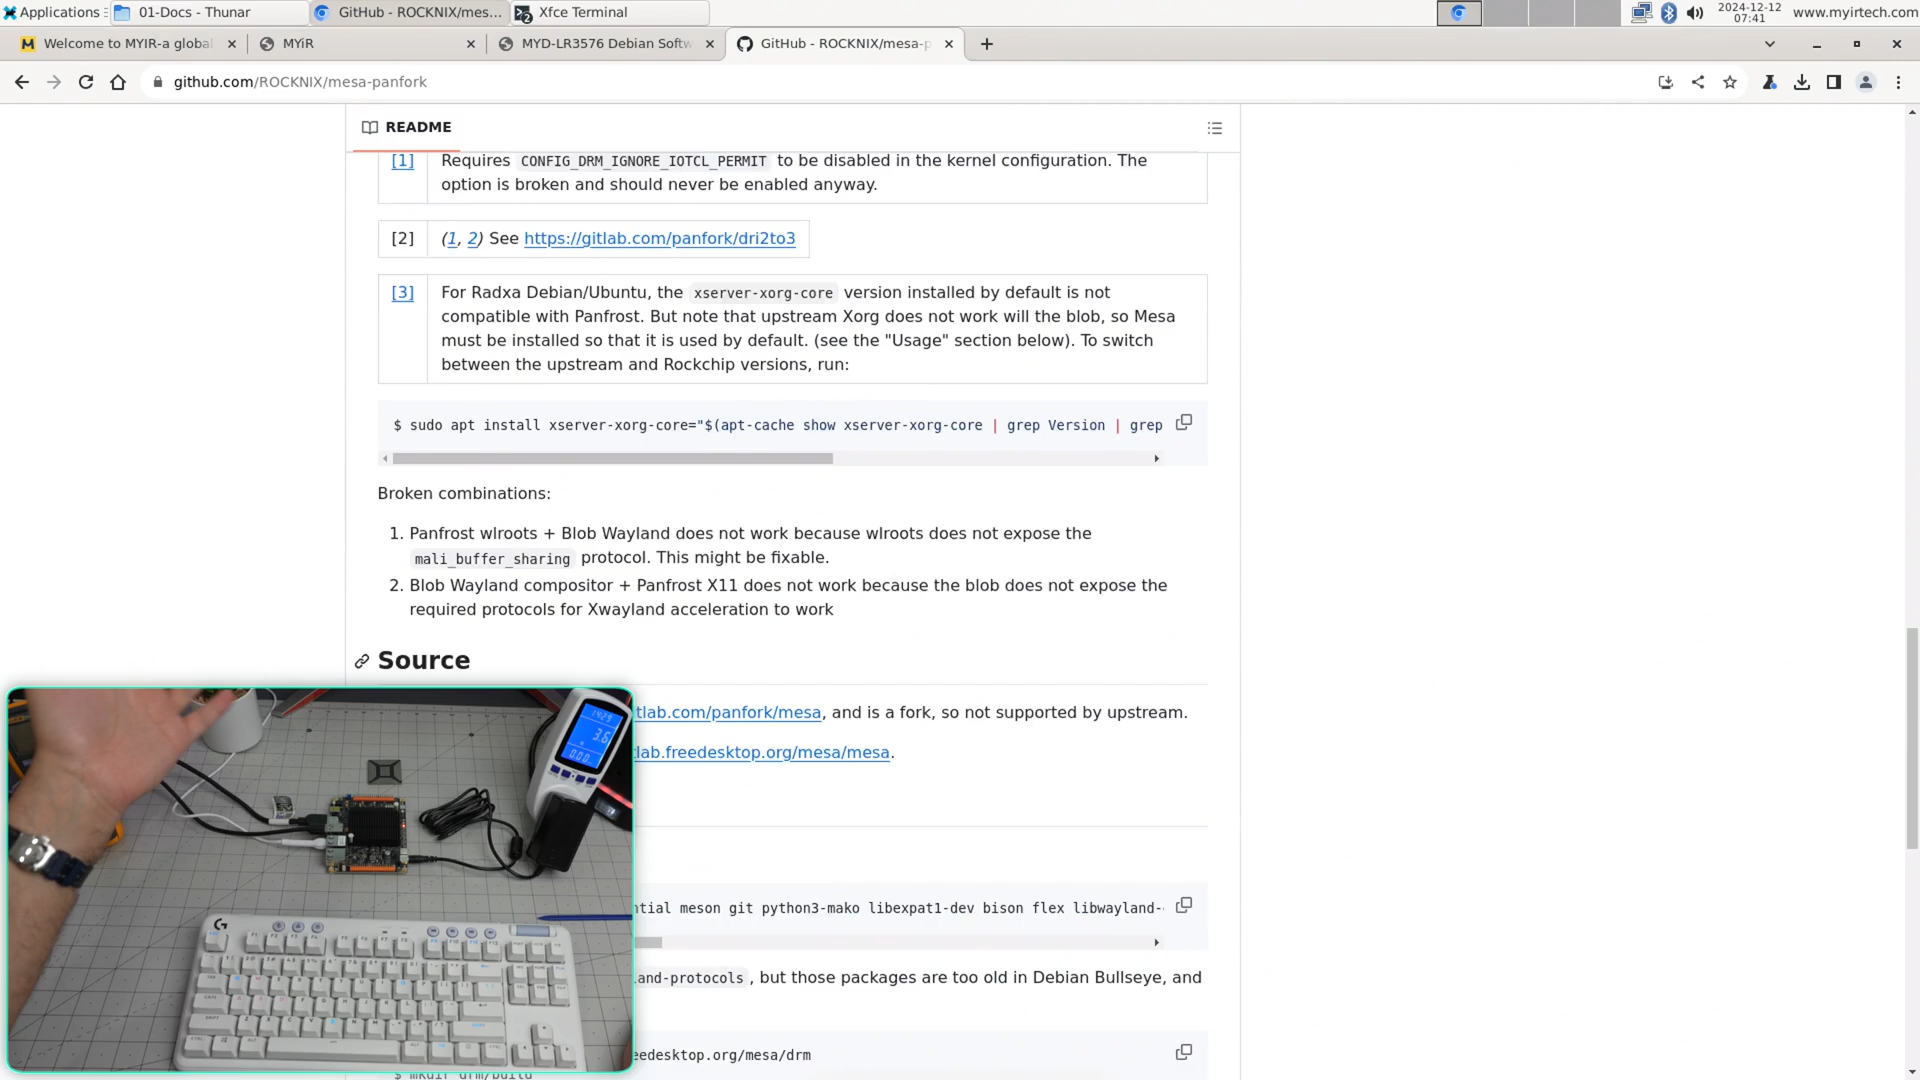 Applications
01-Docs - Thunar
GitHub - ROCKNIX/mes...
Xfce Terminal
2024-12-12
07:41
www.myirtech.com
Welcome to MYIR-a global
MYiR
MYD-LR3576 Debian Softw
GitHub - ROCKNIX/mesa-p
github.com/ROCKNIX/mesa-panfork
README
[1] Requires CONFIG_DRM_IGNORE_IOTCL_PERMIT to be disabled in the kernel configuration. The
option is broken and should never be enabled anyway.
[2] (1, 2) See https://gitlab.com/panfork/dri2to3
[3] For Radxa Debian/Ubuntu, the xserver-xorg-core version installed by default is not
compatible with Panfrost. But note that upstream Xorg does not work will the blob, so Mesa
must be installed so that it is used by default. (see the "Usage" section below). To switch
between the upstream and Rockchip versions, run:
$ sudo apt install xserver-xorg-core="$(apt-cache show xserver-xorg-core | grep Version | grep
Broken combinations:
1. Panfrost wlroots + Blob Wayland does not work because wlroots does not expose the
mali_buffer_sharing protocol. This might be fixable.
2. Blob Wayland compositor + Panfrost X11 does not work because the blob does not expose the
required protocols for Xwayland acceleration to work
Source
tlab.com/panfork/mesa, and is a fork, so not supported by upstream.
lab.freedesktop.org/mesa/mesa.
ntial meson git python3-mako libexpat1-dev bison flex libwayland-
and-protocols, but those packages are too old in Debian Bullseye, and
eedesktop.org/mesa/drm
$ mkdir drm/build